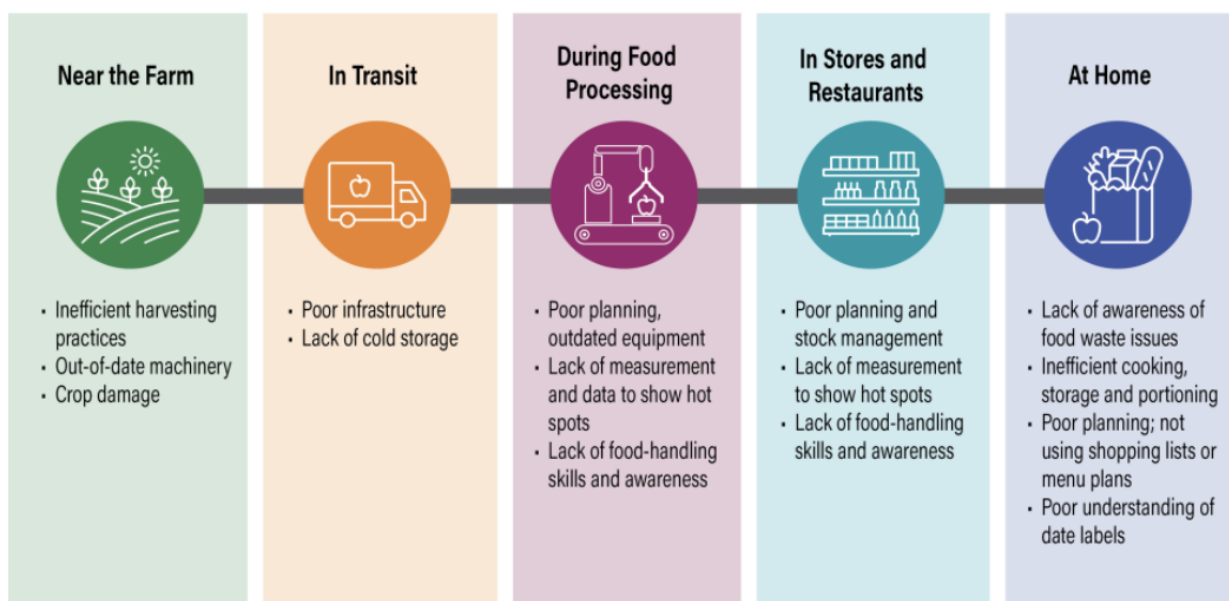 Near the Farm
• Inefficient harvesting
practices
• Out-of-date machinery
• Crop damage
In Transit
• Poor infrastructure
• Lack of cold storage
During Food
Processing
• Poor planning,
outdated equipment
• Lack of measurement
and data to show hot
spots
• Lack of food-handling
skills and awareness
In Stores and
Restaurants
• Poor planning and
stock management
• Lack of measurement
to show hot spots
• Lack of food-handling
skills and awareness
At Home
• Lack of awareness of
food waste issues
• Inefficient cooking,
storage and portioning
• Poor planning; not
using shopping lists or
menu plans
• Poor understanding of
date labels